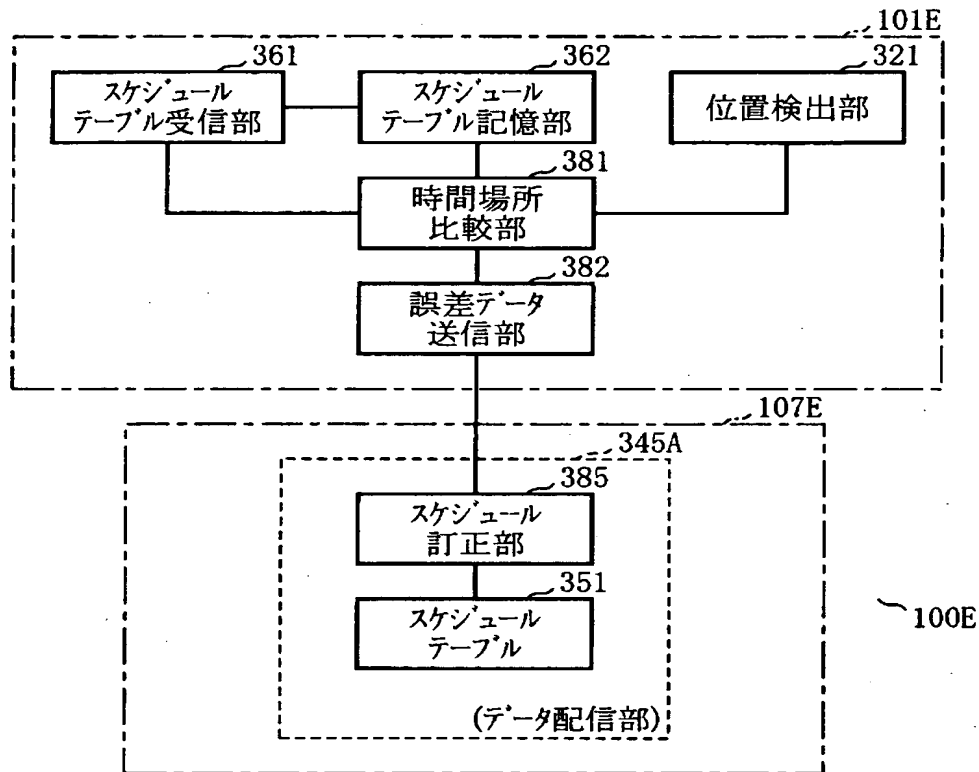 101E
361
スケジュール
テーブル受信部
362
スケジュール
テーブル記憶部
321
位置検出部
381
時間場所
比較部
382
誤差データ
送信部
107E
345A
385
スケジュール
訂正部
351
スケジュール
テーブル
(データ配信部)
100E